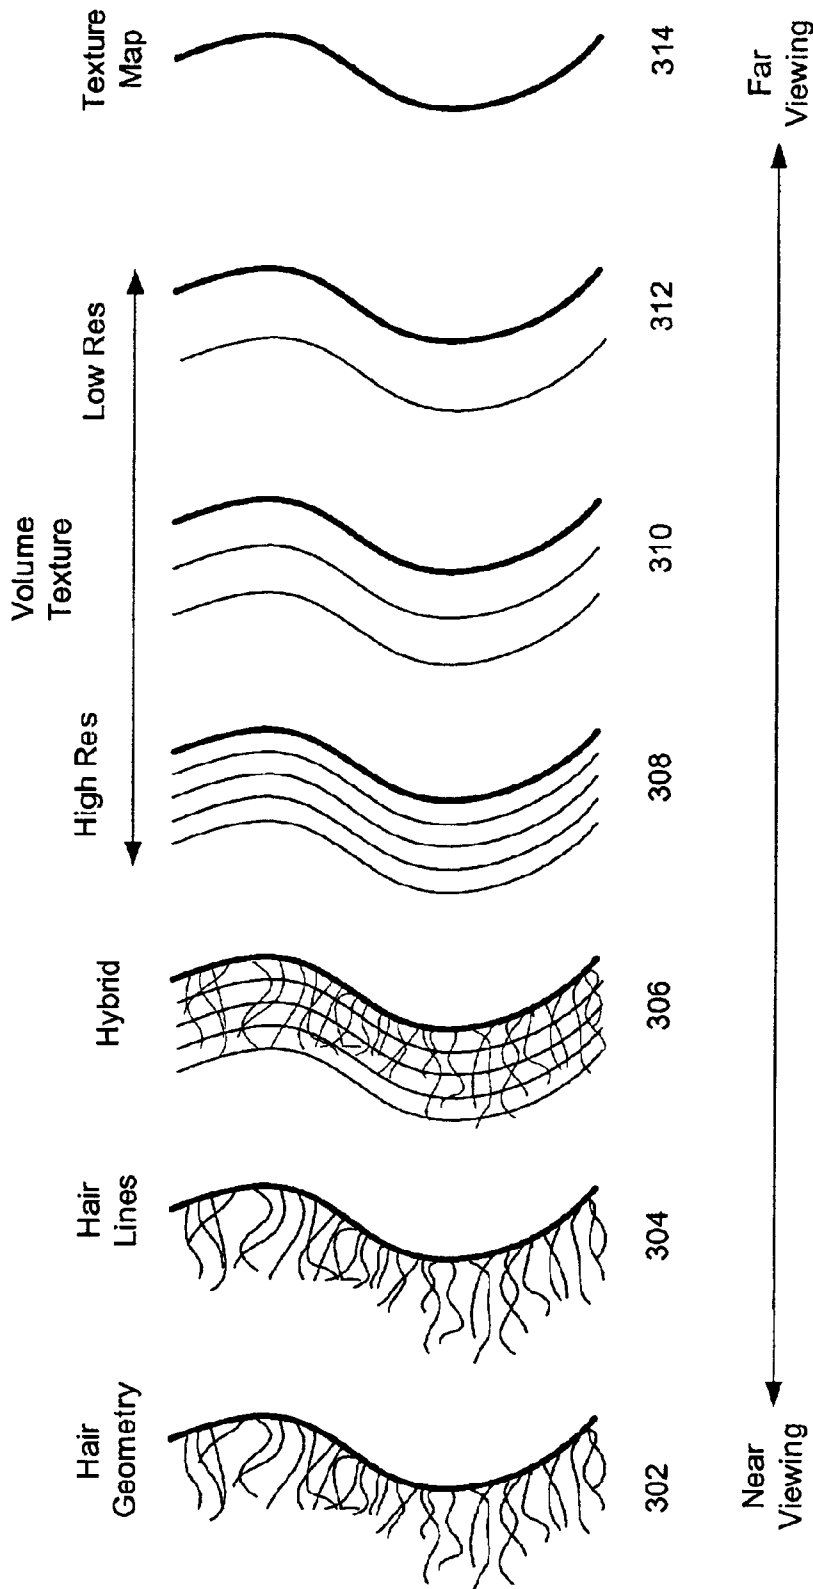 Hair
Geometry
Hair
Lines
Hybrid
Volume
Texture
High Res
Low Res
Texture
Map
302
304
306
308
310
312
314
Near
Viewing
Far
Viewing